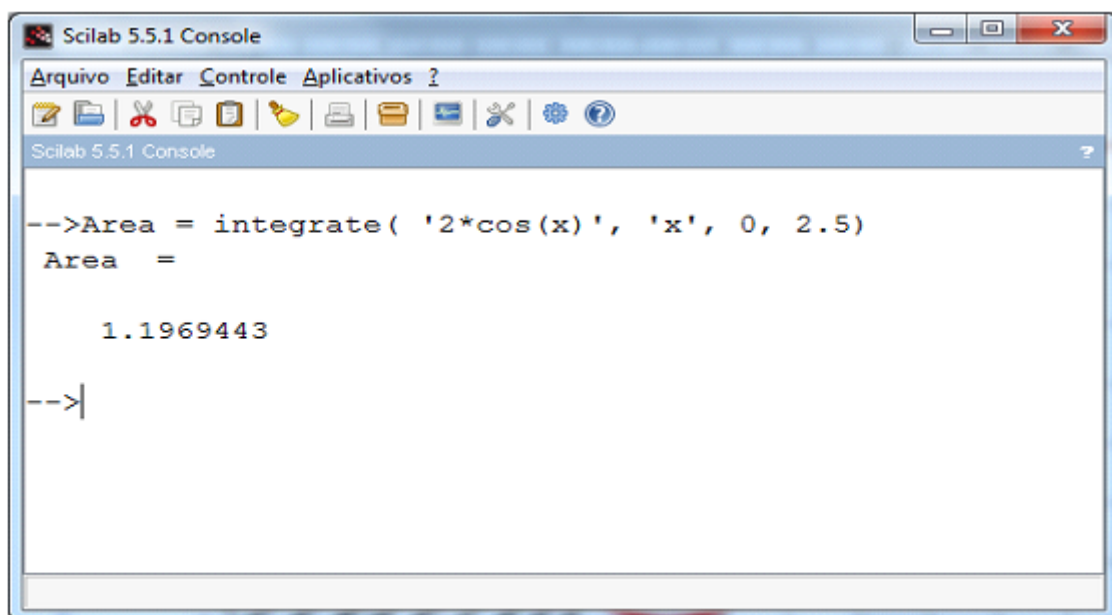 Scilab 5.5.1 Console
Arquivo Editar Controle Aplicativos ?
Scilab 5.5.1 Console ?
-->Area = integrate( '2*cos(x)', 'x', 0, 2.5)
Area =
1.1969443
-->